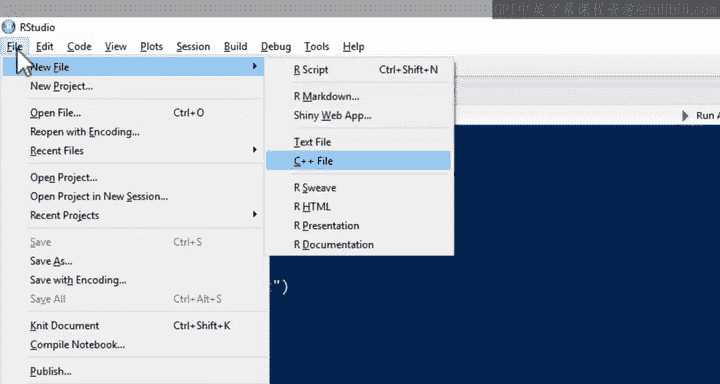 RStudio
File Edit Code View Plots Session Build Debug Tools Help
New File
New Project...
Open File... Ctrl+O
Reopen with Encoding...
Recent Files
Open Project...
Open Project in New Session...
Recent Projects
Save Ctrl+S
Save As...
Save with Encoding...
Save All Ctrl+Alt+S
Knit Document Ctrl+Shift+K
Compile Notebook...
Publish...
R Script Ctrl+Shift+N
R Markdown...
Shiny Web App...
Text File
C++ File
R Sweave
R HTML
R Presentation
R Documentation
Run
")